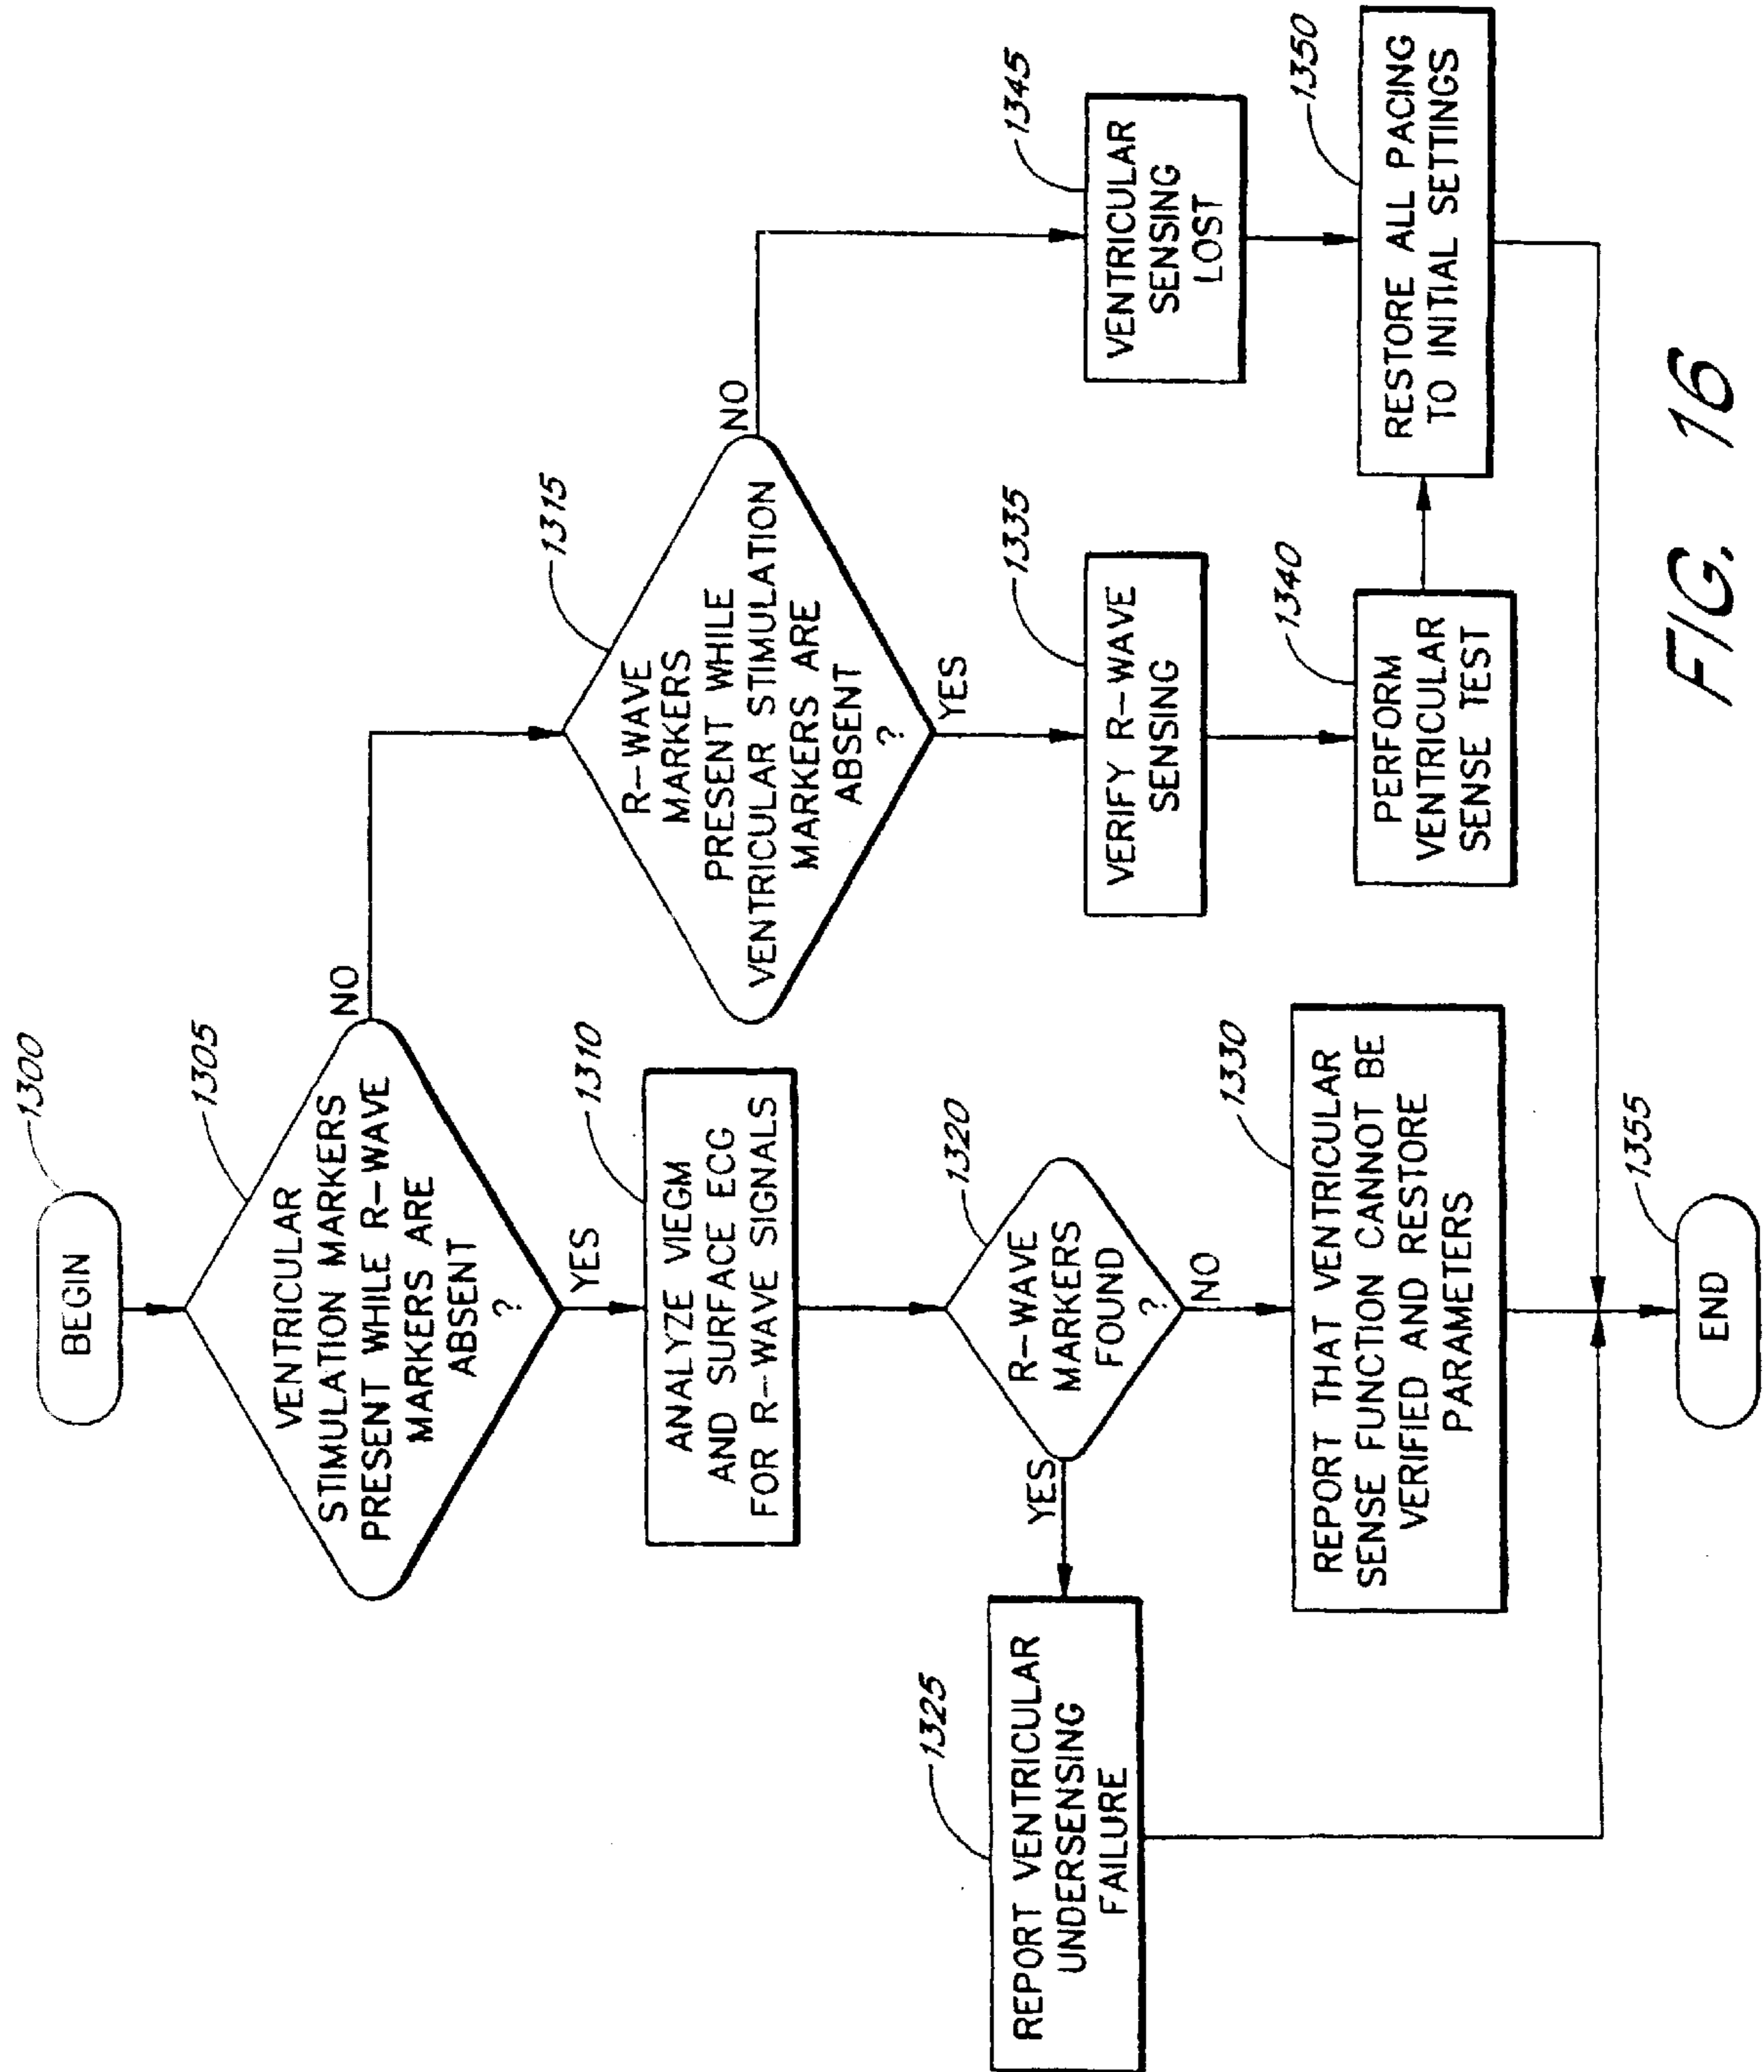 1300
BEGIN
1305
VENTRICULAR
STIMULATION MARKERS
PRESENT WHILE R-WAVE
MARKERS ARE
ABSENT
?
NO
YES
1310
ANALYZE VIEGM
AND SURFACE ECG
FOR R-WAVE SIGNALS
1315
R-WAVE
MARKERS
PRESENT WHILE
VENTRICULAR STIMULATION
MARKERS ARE
ABSENT
?
NO
YES
1320
R-WAVE
MARKERS
FOUND
?
YES
NO
1325
REPORT VENTRICULAR
UNDERSENSING
FAILURE
1330
REPORT THAT VENTRICULAR
SENSE FUNCTION CANNOT BE
VERIFIED AND RESTORE
PARAMETERS
1335
VERIFY R-WAVE
SENSING
1340
PERFORM
VENTRICULAR
SENSE TEST
1345
VENTRICULAR
SENSING
LOST
1350
RESTORE ALL PACING
TO INITIAL SETTINGS
1355
END
FIG. 16